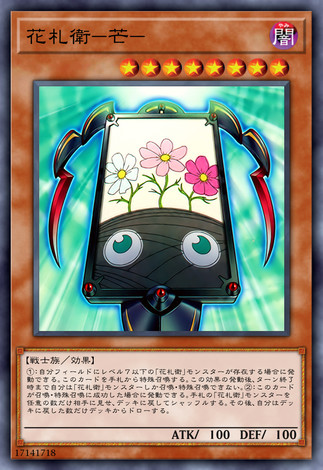 花札衛－芒－
闇
やみ
【戦士族／効果】
①:自分フィールドにレベル7以下の「花札衛」モンスターが存在する場合に発
動できる。このカードを手札から特殊召喚する。この効果の発動後、ターン終了
時まで自分は「花札衛」モンスターしか召喚・特殊召喚できない。②:このカード
が召喚・特殊召喚に成功した場合に発動できる。手札の「花札衛」モンスターを
任意の数だけ相手に見せ、デッキに戻してシャッフルする。その後、自分はデッ
キに戻した数だけデッキからドローする。
ATK/ 100 DEF/ 100
17141718